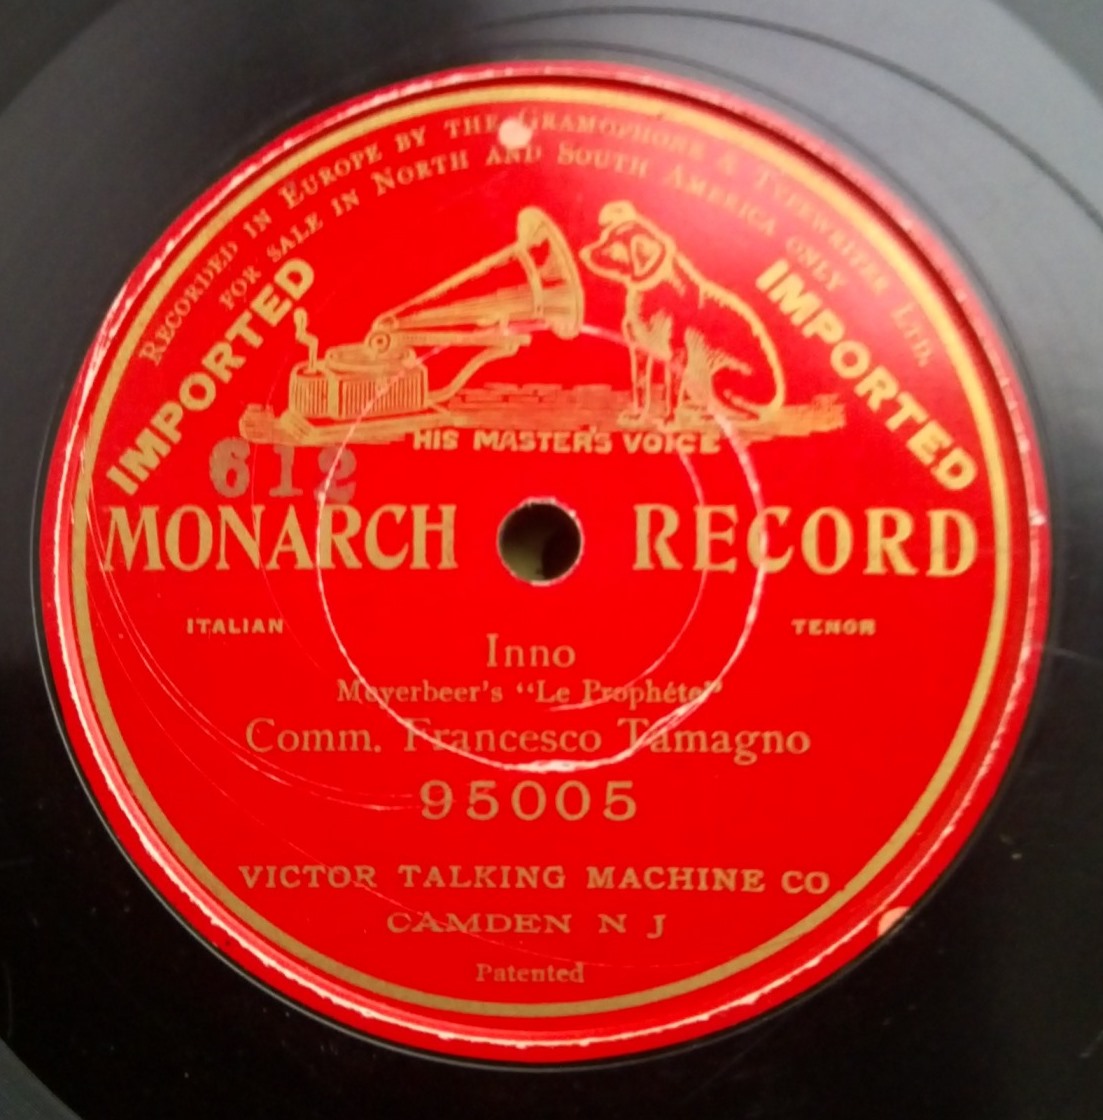 RECORDED IN EUROPE BY THE GRAMOPHONE & TYPEWRITER LTD.
FOR SALE IN NORTH AND SOUTH AMERICA ONLY
IMPORTED
IMPORTED
HIS MASTER'S VOICE
612
MONARCH RECORD
ITALIAN TENOR
Inno
Meyerbeer's "Le Prophéte"
Comm. Francesco Tamagno
95005
VICTOR TALKING MACHINE CO.
CAMDEN N J
Patented